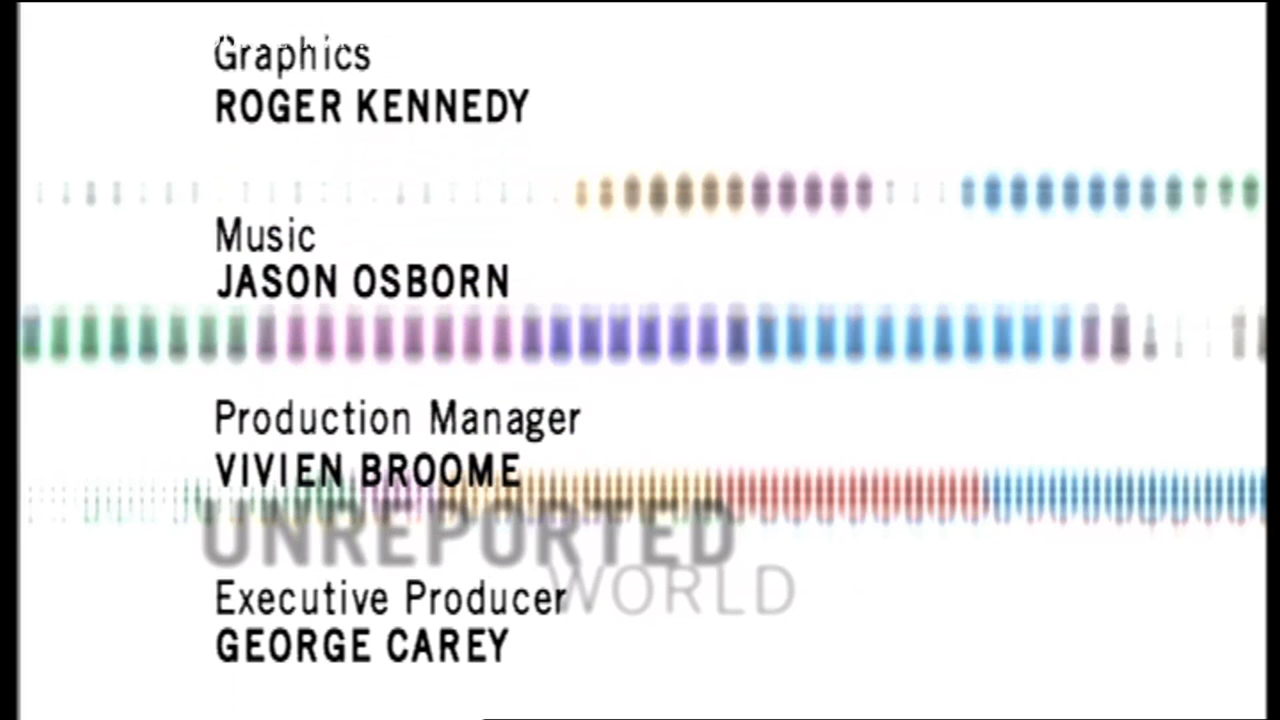 Graphics
ROGER KENNEDY
Music
JASON OSBORN
Production Manager
VIVIEN BROOME
UNREPORTED
WORLD
Executive Producer
GEORGE CAREY